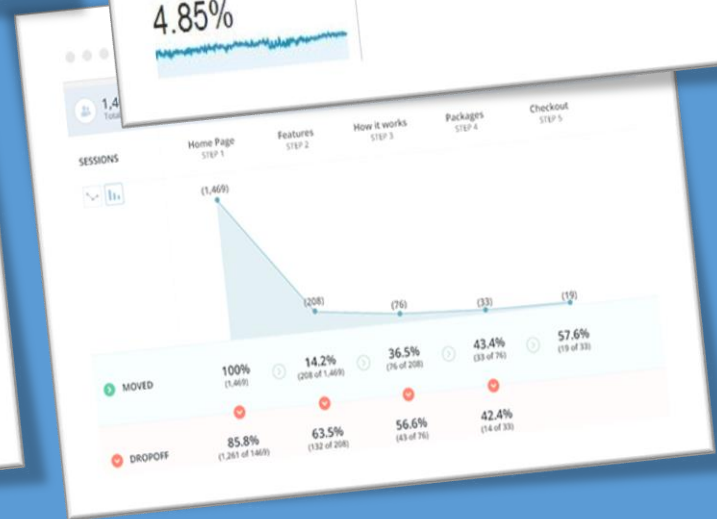 4.85%
1,4
Total
SESSIONS
Home Page
STEP 1
Features
STEP 2
How it works
STEP 3
Packages
STEP 4
Checkout
STEP 5
(1,469)
(208)
(76)
(33)
(19)
MOVED
100%
(1,469)
14.2%
(208 of 1,469)
36.5%
(76 of 208)
43.4%
(33 of 76)
57.6%
(19 of 33)
DROPOFF
85.8%
(1,261 of 1469)
63.5%
(132 of 208)
56.6%
(43 of 76)
42.4%
(14 of 33)